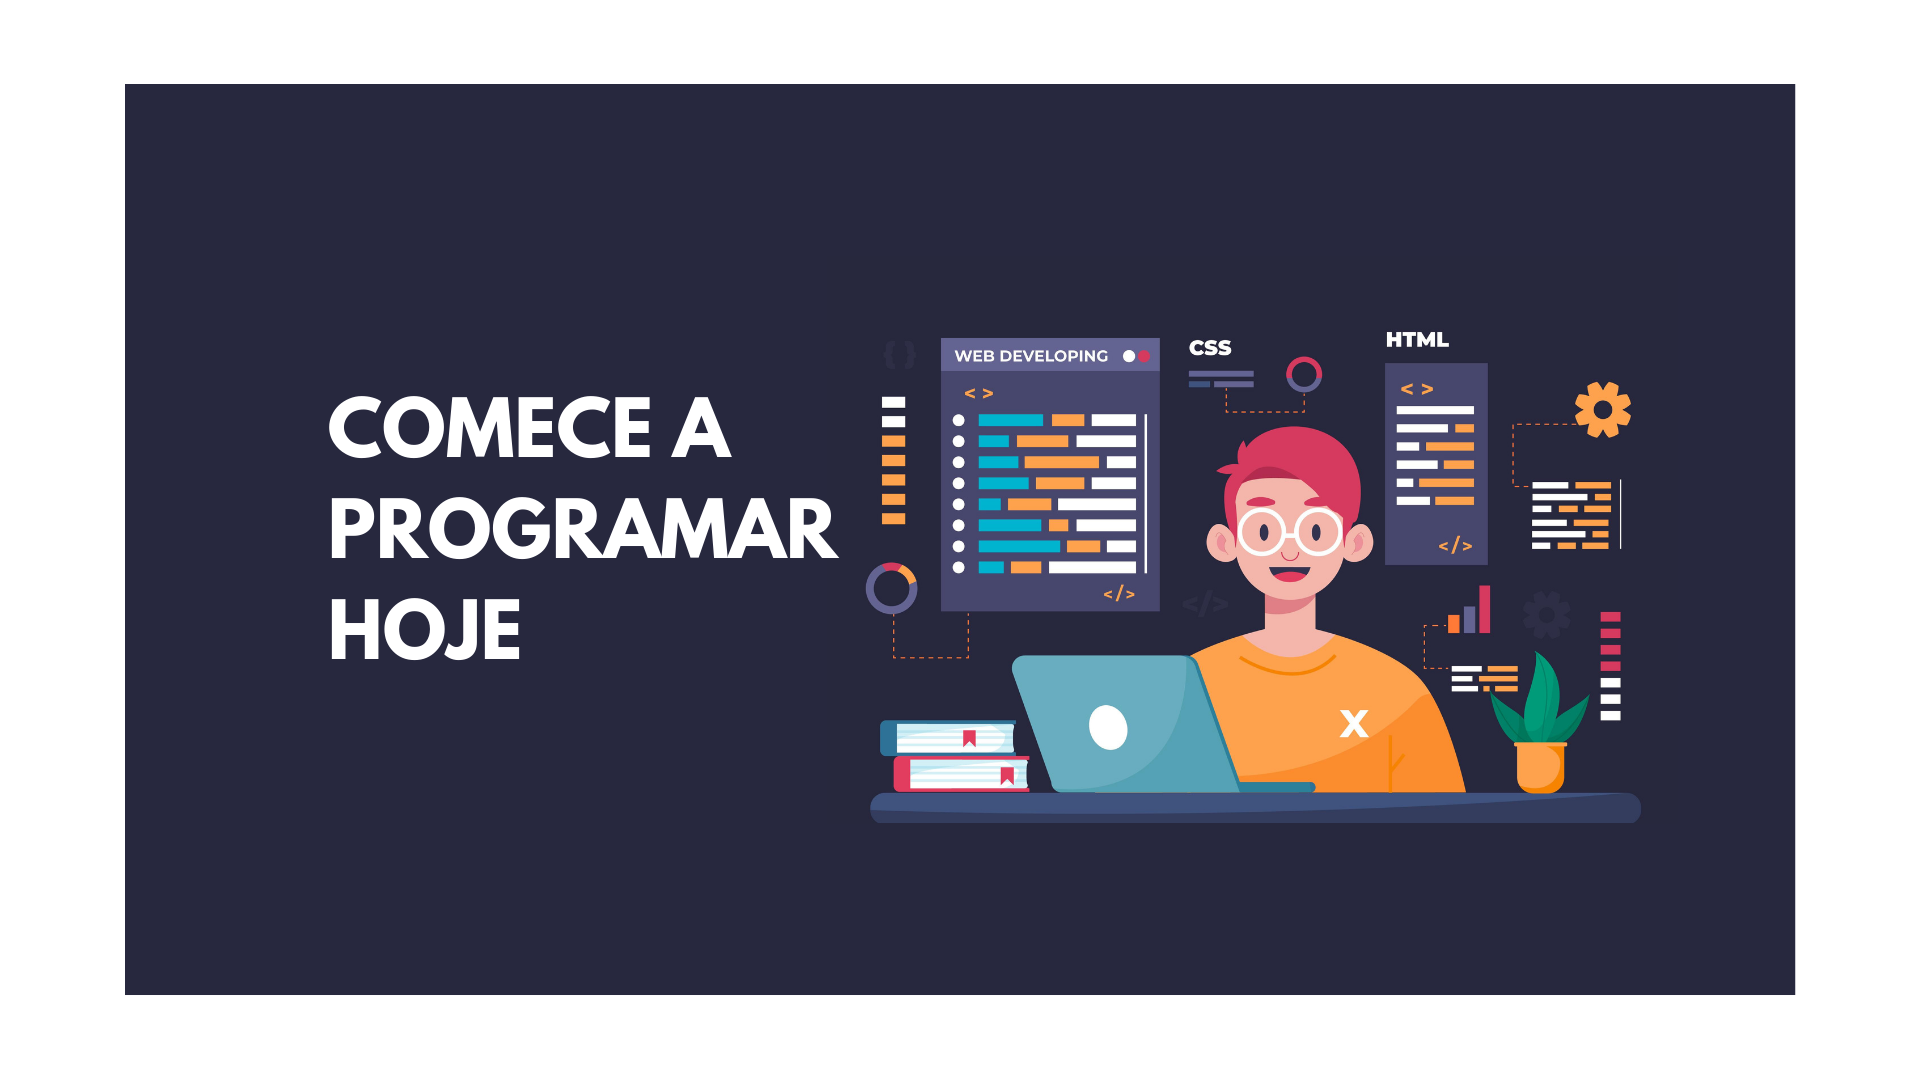 COMECE A
PROGRAMAR
HOJE
{ }
WEB DEVELOPING
< >
</>
CSS
</>
HTML
< >
</>
X